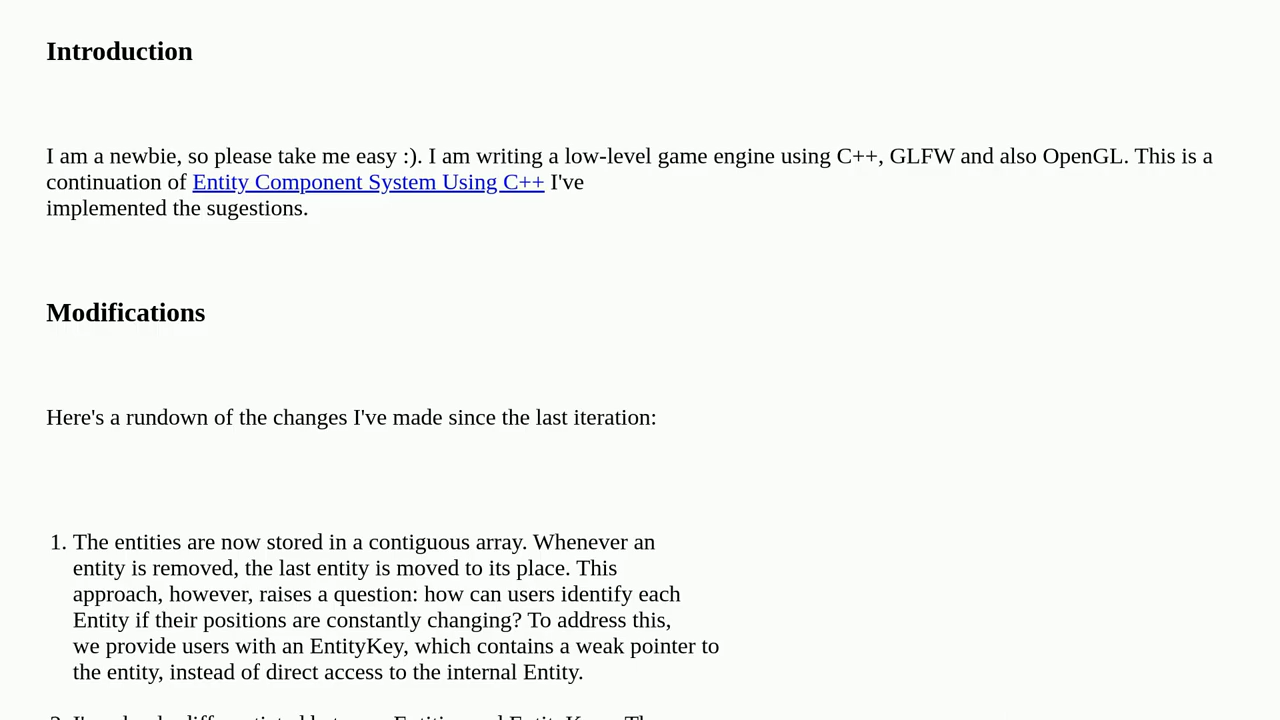 Introduction
I am a newbie, so please take me easy :). I am writing a low-level game engine using C++, GLFW and also OpenGL. This is a
continuation of Entity Component System Using C++ I've
implemented the sugestions.
Modifications
Here's a rundown of the changes I've made since the last iteration:
1. The entities are now stored in a contiguous array. Whenever an
entity is removed, the last entity is moved to its place. This
approach, however, raises a question: how can users identify each
Entity if their positions are constantly changing? To address this,
we provide users with an EntityKey, which contains a weak pointer to
the entity, instead of direct access to the internal Entity.